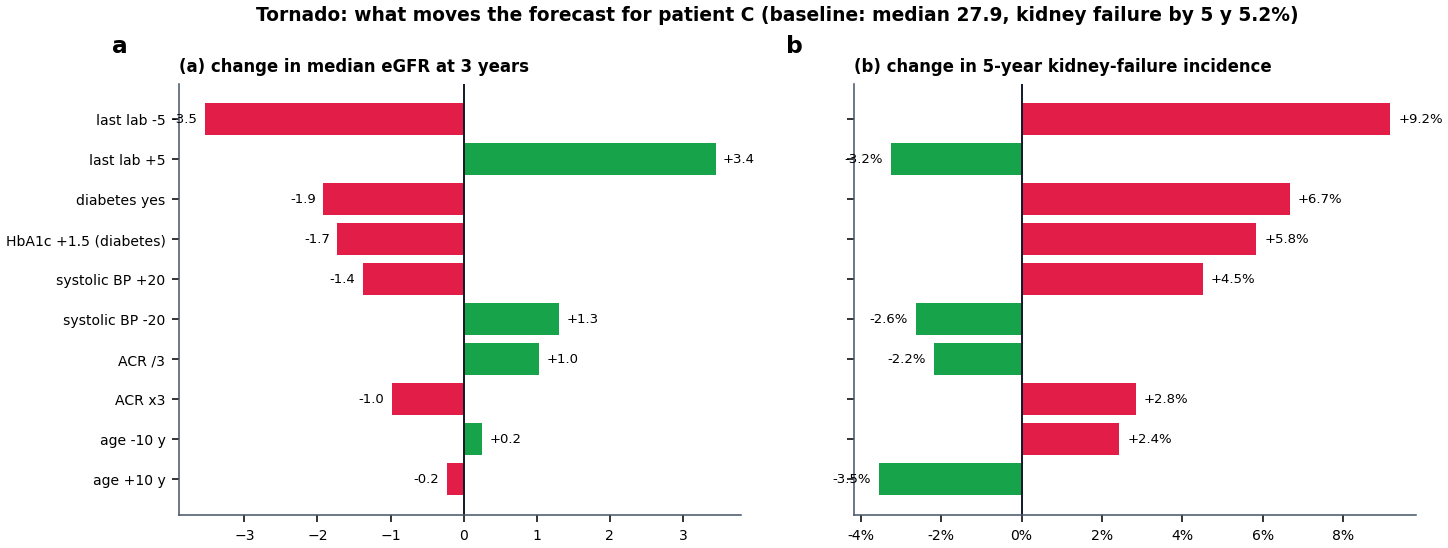 Tornado: what moves the forecast for patient C (baseline: median 27.9, kidney failure by 5 y 5.2%)
a
(a) change in median eGFR at 3 years
last lab -5
-3.5
last lab +5
+3.4
diabetes yes
-1.9
HbA1c +1.5 (diabetes)
-1.7
systolic BP +20
-1.4
systolic BP -20
+1.3
ACR /3
+1.0
ACR x3
-1.0
age -10 y
+0.2
age +10 y
-0.2
−3 −2 −1 0 1 2 3
b
(b) change in 5-year kidney-failure incidence
+9.2%
-3.2%
+6.7%
+5.8%
+4.5%
-2.6%
-2.2%
+2.8%
+2.4%
-3.5%
-4% -2% 0% 2% 4% 6% 8%